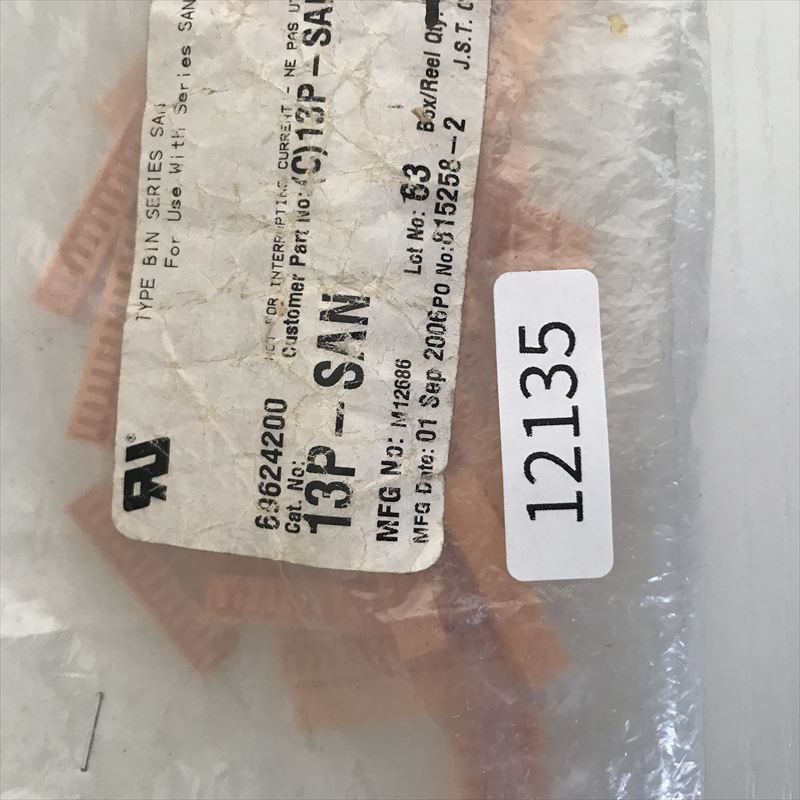 TYPE BIN SERIES SAN
For Use With Series SAN
NOT FOR INTERRUPTING CURRENT - NE PAS
Customer Part No: (C)13P-SAN
69624200
Cat. No:
13P-SAN
Lot No: 63 Box/Reel Qty:
MFG No: M12686
MFG Date: 01 Sep 2006 PO No: 815258-2
J.S.T.
12135